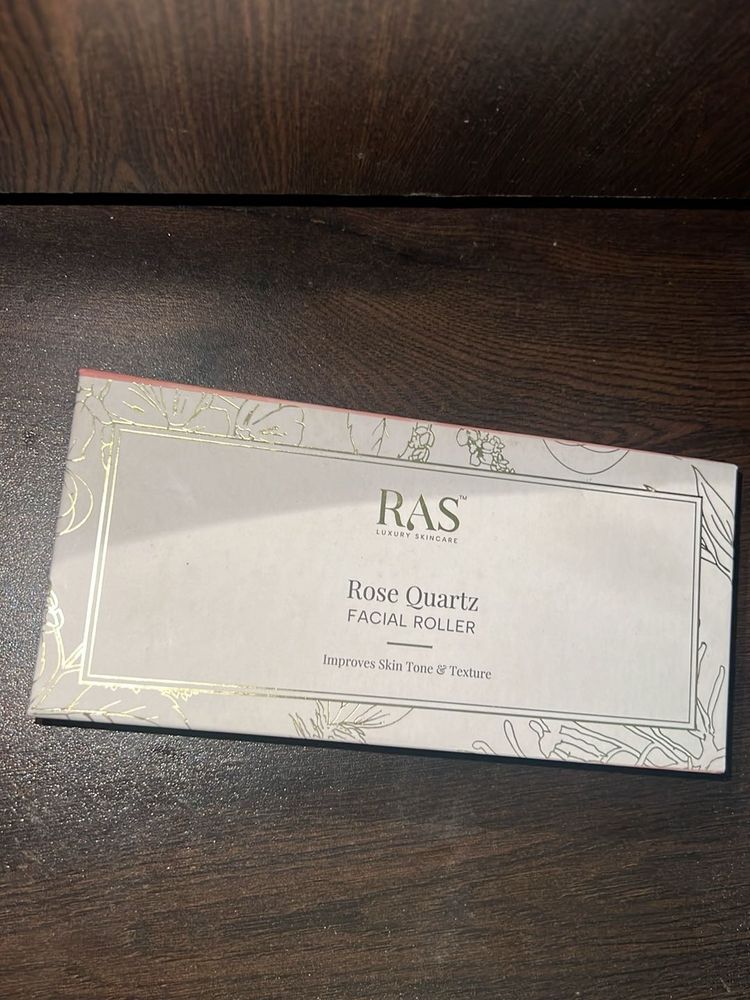 RAS™
LUXURY SKINCARE
Rose Quartz
FACIAL ROLLER
Improves Skin Tone & Texture